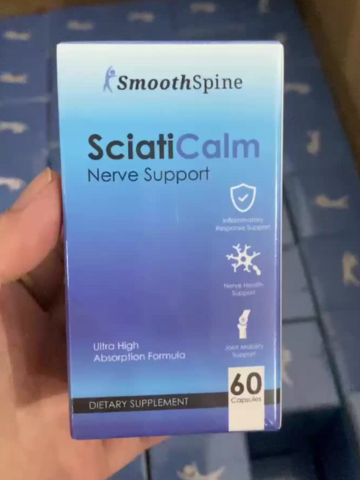 SmoothSpine
SciatiCalm
Nerve Support
Inflammatory
Response Support
Nerve Health
Support
Ultra High
Absorption Formula
Joint Mobility
Support
60
Capsules
DIETARY SUPPLEMENT